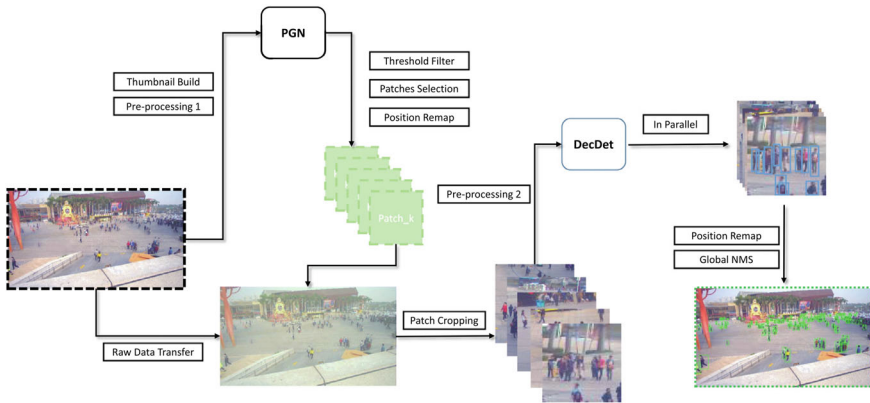 PGN
Thumbnail Build
Pre-processing 1
Threshold Filter
Patches Selection
Position Remap
Patch_k
Raw Data Transfer
Patch Cropping
Pre-processing 2
DecDet
In Parallel
Position Remap
Global NMS